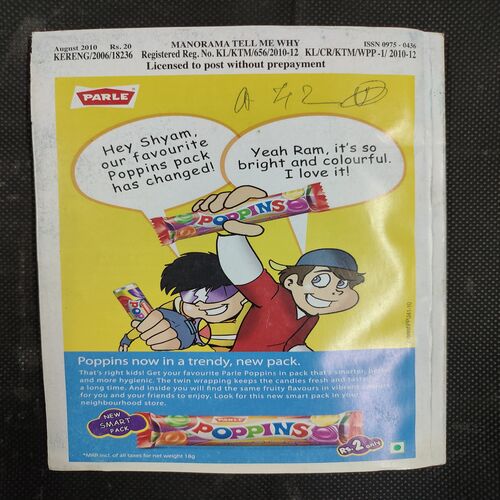 August 2010 Rs. 20 MANORAMA TELL ME WHY ISSN 0975 - 0436
KERENG/2006/18236 Registered Reg. No. KL/KTM/656/2010-12 KL/CR/KTM/WPP -1/ 2010-12
Licensed to post without prepayment
PARLE
Hey, Shyam,
our favourite
Poppins pack
has changed!
Yeah Ram, it's so
bright and colourful.
I love it!
POPPINS
Poppins now in a trendy, new pack.
That's right kids! Get your favourite Parle Poppins in pack that's smarter,
and more hygienic. The twin wrapping keeps the candies fresh and
a long time. And inside you will find the same fruity flavours in vibrant
for you and your friends to enjoy. Look for this new smart pack in your
neighbourhood store.
NEW
SMART
PACK
PARLE
POPPINS
Rs. 2 only
*MRP incl. of all taxes for net weight 18g